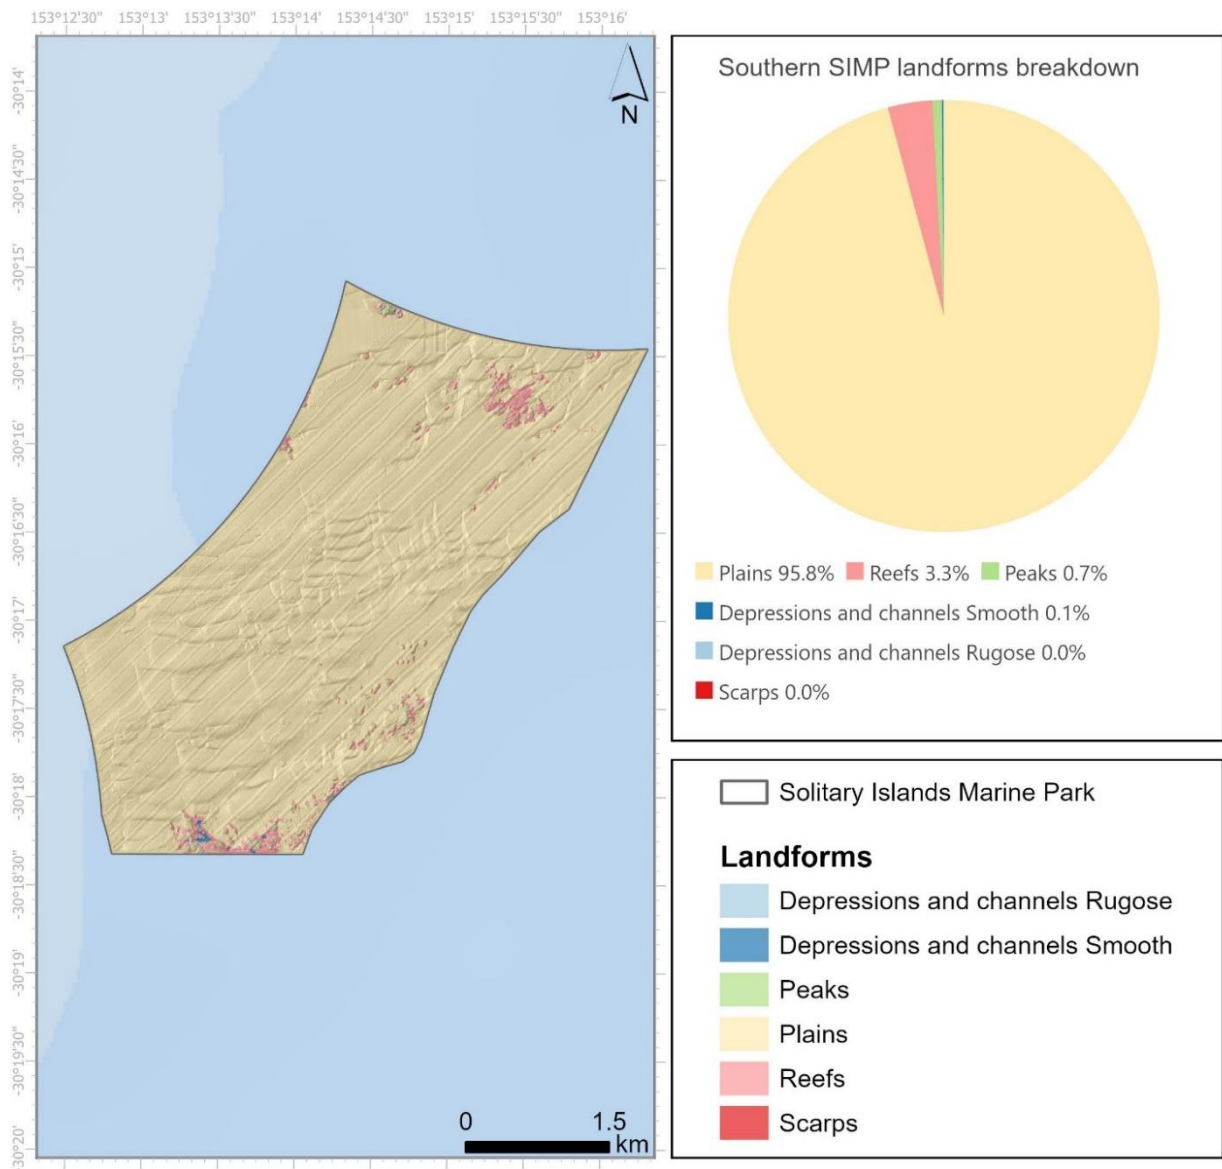 153°12'30" 153°13' 153°13'30" 153°14' 153°14'30" 153°15' 153°15'30" 153°16'
-30°14'
-30°14'30"
-30°15'
-30°15'30"
-30°16'
-30°16'30"
-30°17'
-30°17'30"
-30°18'
-30°18'30"
-30°19'
-30°19'30"
-30°20'
N
0 1.5
km
Southern SIMP landforms breakdown
Plains 95.8% Reefs 3.3% Peaks 0.7%
Depressions and channels Smooth 0.1%
Depressions and channels Rugose 0.0%
Scarps 0.0%
Solitary Islands Marine Park
Landforms
Depressions and channels Rugose
Depressions and channels Smooth
Peaks
Plains
Reefs
Scarps